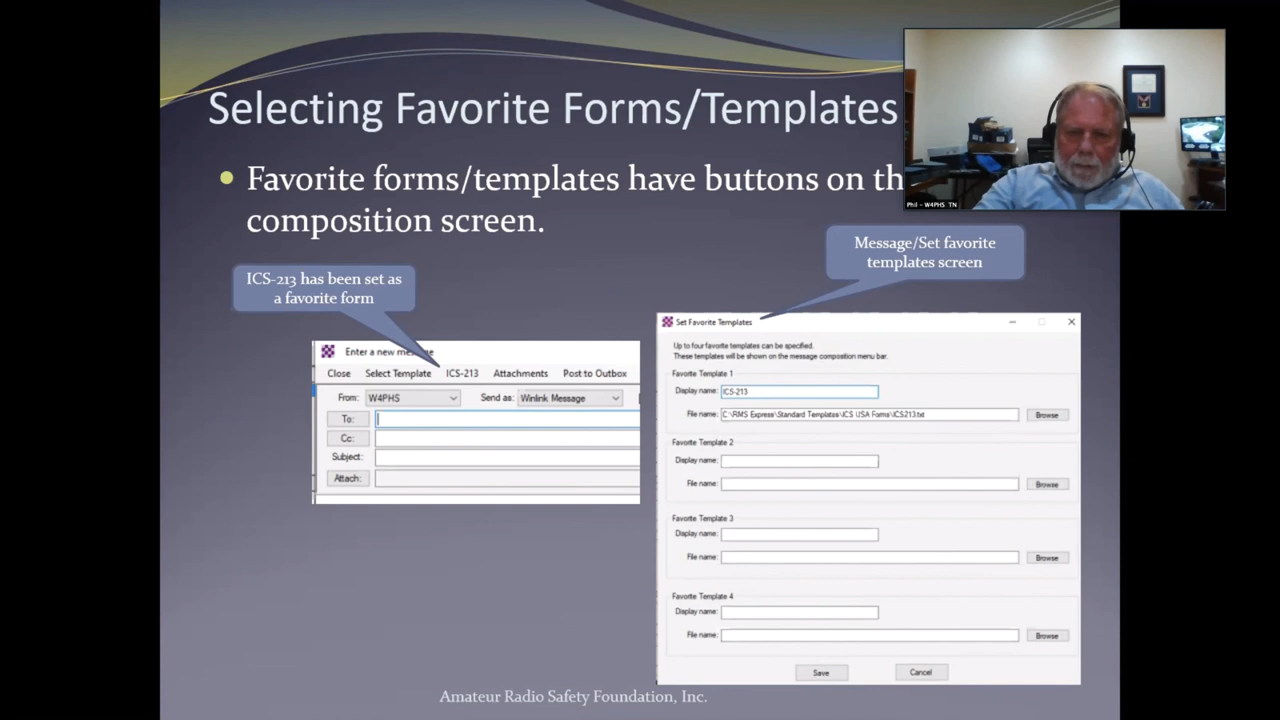 Selecting Favorite Forms/Templates
Favorite forms/templates have buttons on th
composition screen.
Phil - W4PHS TN
Message/Set favorite
templates screen
ICS-213 has been set as
a favorite form
Enter a new message
Close Select Template ICS-213 Attachments Post to Outbox
From: W4PHS Send as: Winlink Message
To:
Cc:
Subject:
Attach:
Set Favorite Templates
Up to four favorite templates can be specified.
These templates will be shown on the message composition menu bar.
Favorite Template 1
Display name: ICS-213
File name: C:\RMS Express\Standard Templates\ICS USA Forms\ICS213.txt Browse
Favorite Template 2
Display name:
File name: Browse
Favorite Template 3
Display name:
File name: Browse
Favorite Template 4
Display name:
File name: Browse
Save Cancel
Amateur Radio Safety Foundation, Inc.